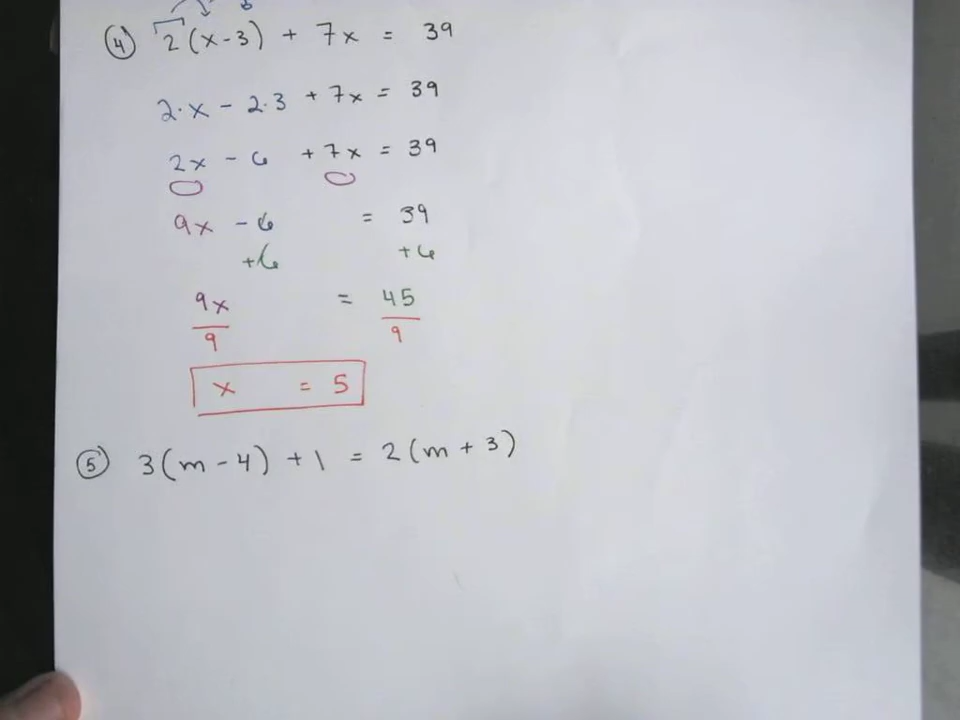 ④ 2(x-3) + 7x = 39
2·x - 2·3 + 7x = 39
2x - 6 + 7x = 39
9x - 6 = 39
+6 +6
9x = 45
9 9
x = 5
⑤ 3(m-4) + 1 = 2(m+3)